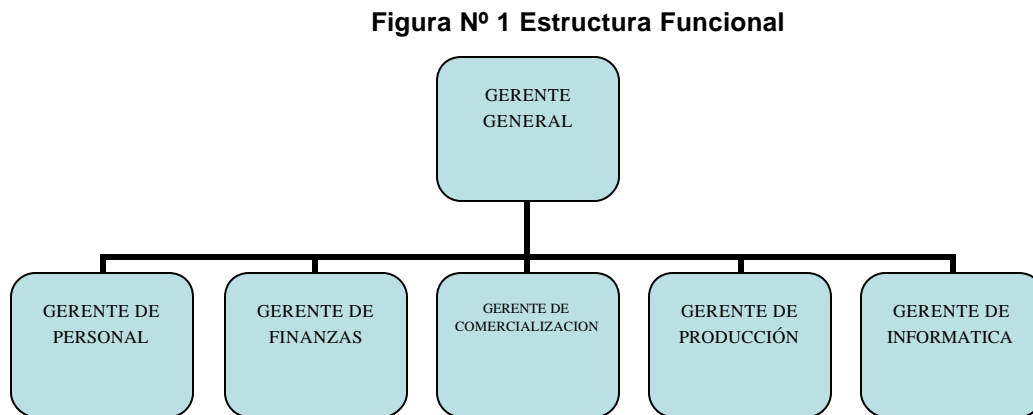 Figura Nº 1 Estructura Funcional
GERENTE
GENERAL
GERENTE DE
PERSONAL
GERENTE DE
FINANZAS
GERENTE DE
COMERCIALIZACION
GERENTE DE
PRODUCCIÓN
GERENTE DE
INFORMATICA